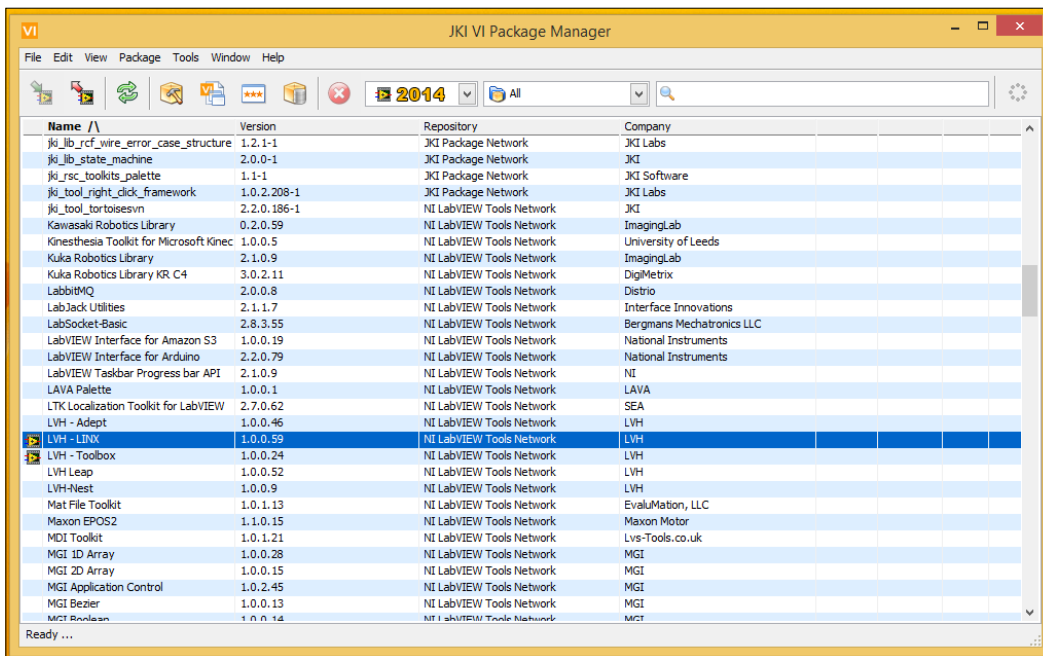 VI JKI VI Package Manager
File Edit View Package Tools Window Help
2014 All
Name /\ Version Repository Company
jki_lib_rcf_wire_error_case_structure 1.2.1-1 JKI Package Network JKI Labs
jki_lib_state_machine 2.0.0-1 JKI Package Network JKI
jki_rsc_toolkits_palette 1.1-1 JKI Package Network JKI Software
jki_tool_right_click_framework 1.0.2.208-1 JKI Package Network JKI Labs
jki_tool_tortoisesvn 2.2.0.186-1 NI LabVIEW Tools Network JKI
Kawasaki Robotics Library 0.2.0.59 NI LabVIEW Tools Network ImagingLab
Kinesthesia Toolkit for Microsoft Kinec 1.0.0.5 NI LabVIEW Tools Network University of Leeds
Kuka Robotics Library 2.1.0.9 NI LabVIEW Tools Network ImagingLab
Kuka Robotics Library KR C4 3.0.2.11 NI LabVIEW Tools Network DigiMetrix
LabbitMQ 2.0.0.8 NI LabVIEW Tools Network Distrio
LabJack Utilities 2.1.1.7 NI LabVIEW Tools Network Interface Innovations
LabSocket-Basic 2.8.3.55 NI LabVIEW Tools Network Bergmans Mechatronics LLC
LabVIEW Interface for Amazon S3 1.0.0.19 NI LabVIEW Tools Network National Instruments
LabVIEW Interface for Arduino 2.2.0.79 NI LabVIEW Tools Network National Instruments
LabVIEW Taskbar Progress bar API 2.1.0.9 NI LabVIEW Tools Network NI
LAVA Palette 1.0.0.1 NI LabVIEW Tools Network LAVA
LTK Localization Toolkit for LabVIEW 2.7.0.62 NI LabVIEW Tools Network SEA
LVH - Adept 1.0.0.46 NI LabVIEW Tools Network LVH
LVH - LINX 1.0.0.59 NI LabVIEW Tools Network LVH
LVH - Toolbox 1.0.0.24 NI LabVIEW Tools Network LVH
LVH Leap 1.0.0.52 NI LabVIEW Tools Network LVH
LVH-Nest 1.0.0.9 NI LabVIEW Tools Network LVH
Mat File Toolkit 1.0.1.13 NI LabVIEW Tools Network EvaluMation, LLC
Maxon EPOS2 1.1.0.15 NI LabVIEW Tools Network Maxon Motor
MDI Toolkit 1.0.1.21 NI LabVIEW Tools Network Lvs-Tools.co.uk
MGI 1D Array 1.0.0.28 NI LabVIEW Tools Network MGI
MGI 2D Array 1.0.0.15 NI LabVIEW Tools Network MGI
MGI Application Control 1.0.2.45 NI LabVIEW Tools Network MGI
MGI Bezier 1.0.0.13 NI LabVIEW Tools Network MGI
MGI Boolean 1.0.0.14 NI LabVIEW Tools Network MGI
Ready ...